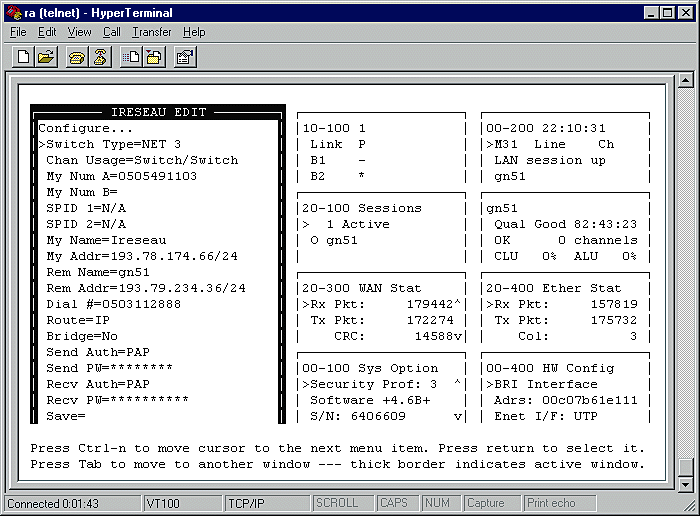 ra (telnet) - HyperTerminal
File Edit View Call Transfer Help
IRESEAU EDIT
Configure...
>Switch Type=NET 3
Chan Usage=Switch/Switch
My Num A=0505491103
My Num B=
SPID 1=N/A
SPID 2=N/A
My Name=Ireseau
My Addr=193.78.174.66/24
Rem Name=gn51
Rem Addr=193.79.234.36/24
Dial #=0503112888
Route=IP
Bridge=No
Send Auth=PAP
Send PW=********
Recv Auth=PAP
Recv PW=**********
Save=
10-100 1
Link P
B1 -
B2 *
00-200 22:10:31
>M31 Line Ch
LAN session up
gn51
20-100 Sessions
> 1 Active
O gn51
gn51
Qual Good 82:43:23
OK 0 channels
CLU 0% ALU 0%
20-300 WAN Stat
>Rx Pkt: 179442^
Tx Pkt: 172274
CRC: 14588v
20-400 Ether Stat
>Rx Pkt: 157819
Tx Pkt: 175732
Col: 3
00-100 Sys Option
>Security Prof: 3 ^
Software +4.6B+
S/N: 6406609 v
00-400 HW Config
>BRI Interface
Adrs: 00c07b61e111
Enet I/F: UTP
Press Ctrl-n to move cursor to the next menu item. Press return to select it.
Press Tab to move to another window --- thick border indicates active window.
Connected 0:01:43 VT100 TCP/IP SCROLL CAPS NUM Capture Print echo